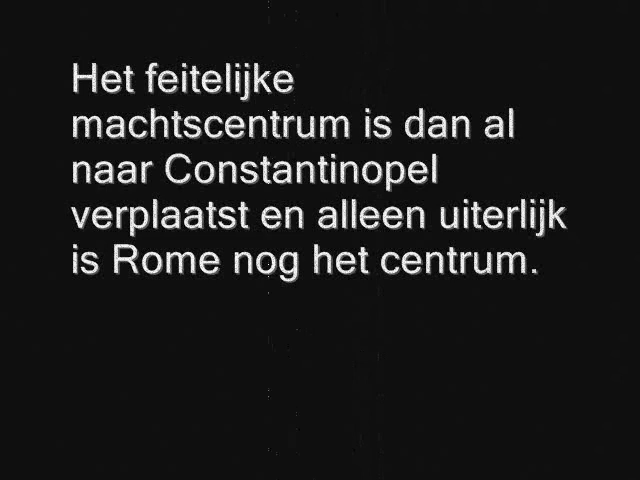 Het feitelijke
machtscentrum is dan al
naar Constantinopel
verplaatst en alleen uiterlijk
is Rome nog het centrum.